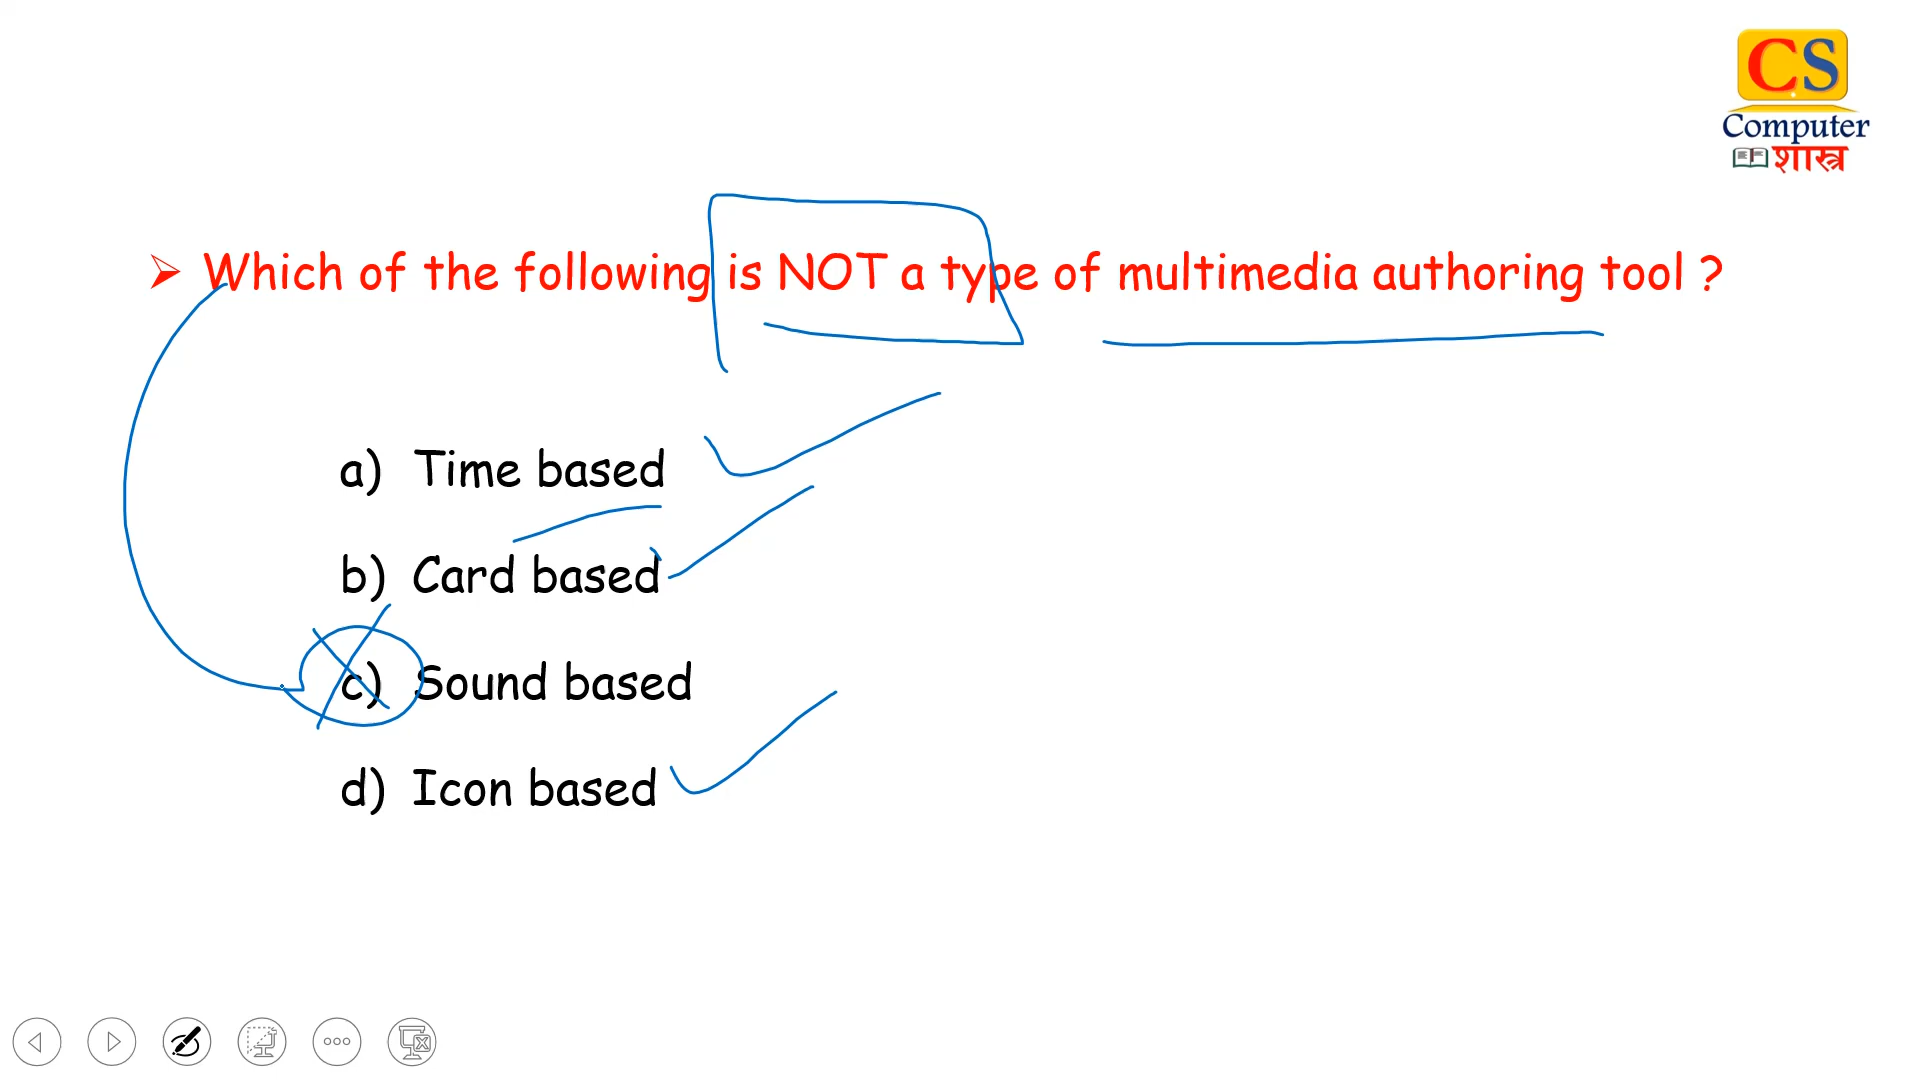 CS
Computer
शास्त्र
➢ Which of the following is NOT a type of multimedia authoring tool ?
a) Time based
b) Card based
c) Sound based
d) Icon based